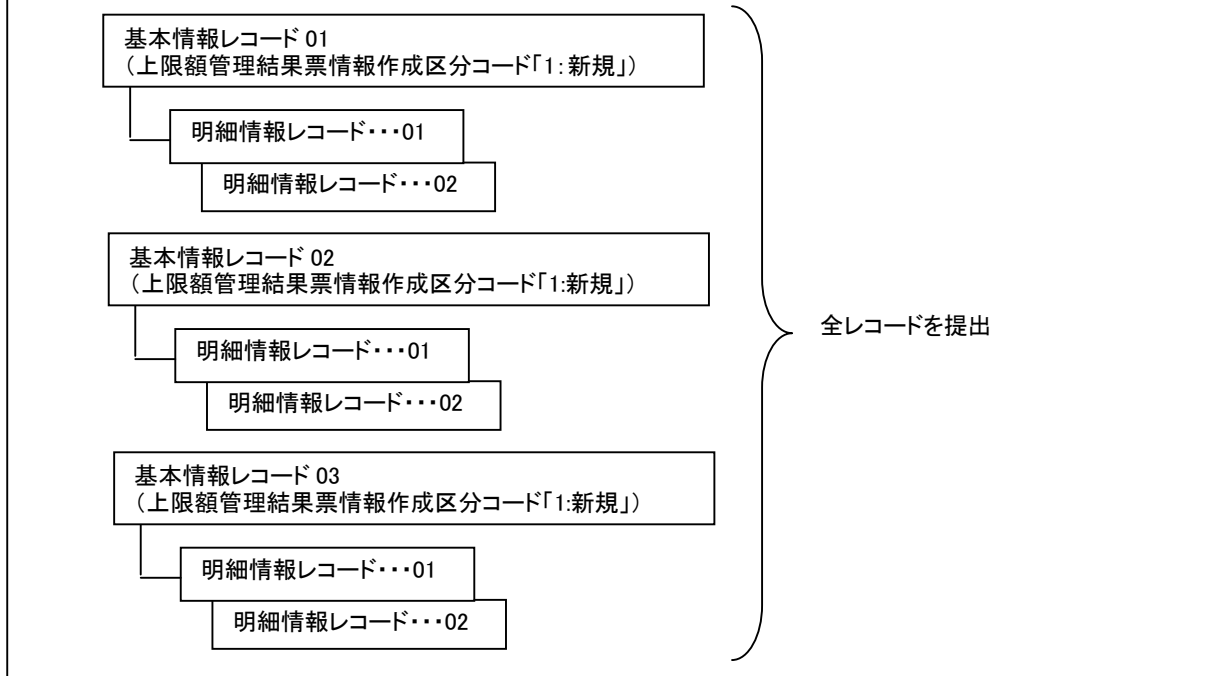 基本情報レコード 01
（上限額管理結果票情報作成区分コード「1：新規」）
明細情報レコード・・・01
明細情報レコード・・・02
基本情報レコード 02
（上限額管理結果票情報作成区分コード「1:新規」）
明細情報レコード・・・01
明細情報レコード・・・02
全レコードを提出
基本情報レコード 03
（上限額管理結果票情報作成区分コード「1:新規」）
明細情報レコード・・・01
明細情報レコード・・・02